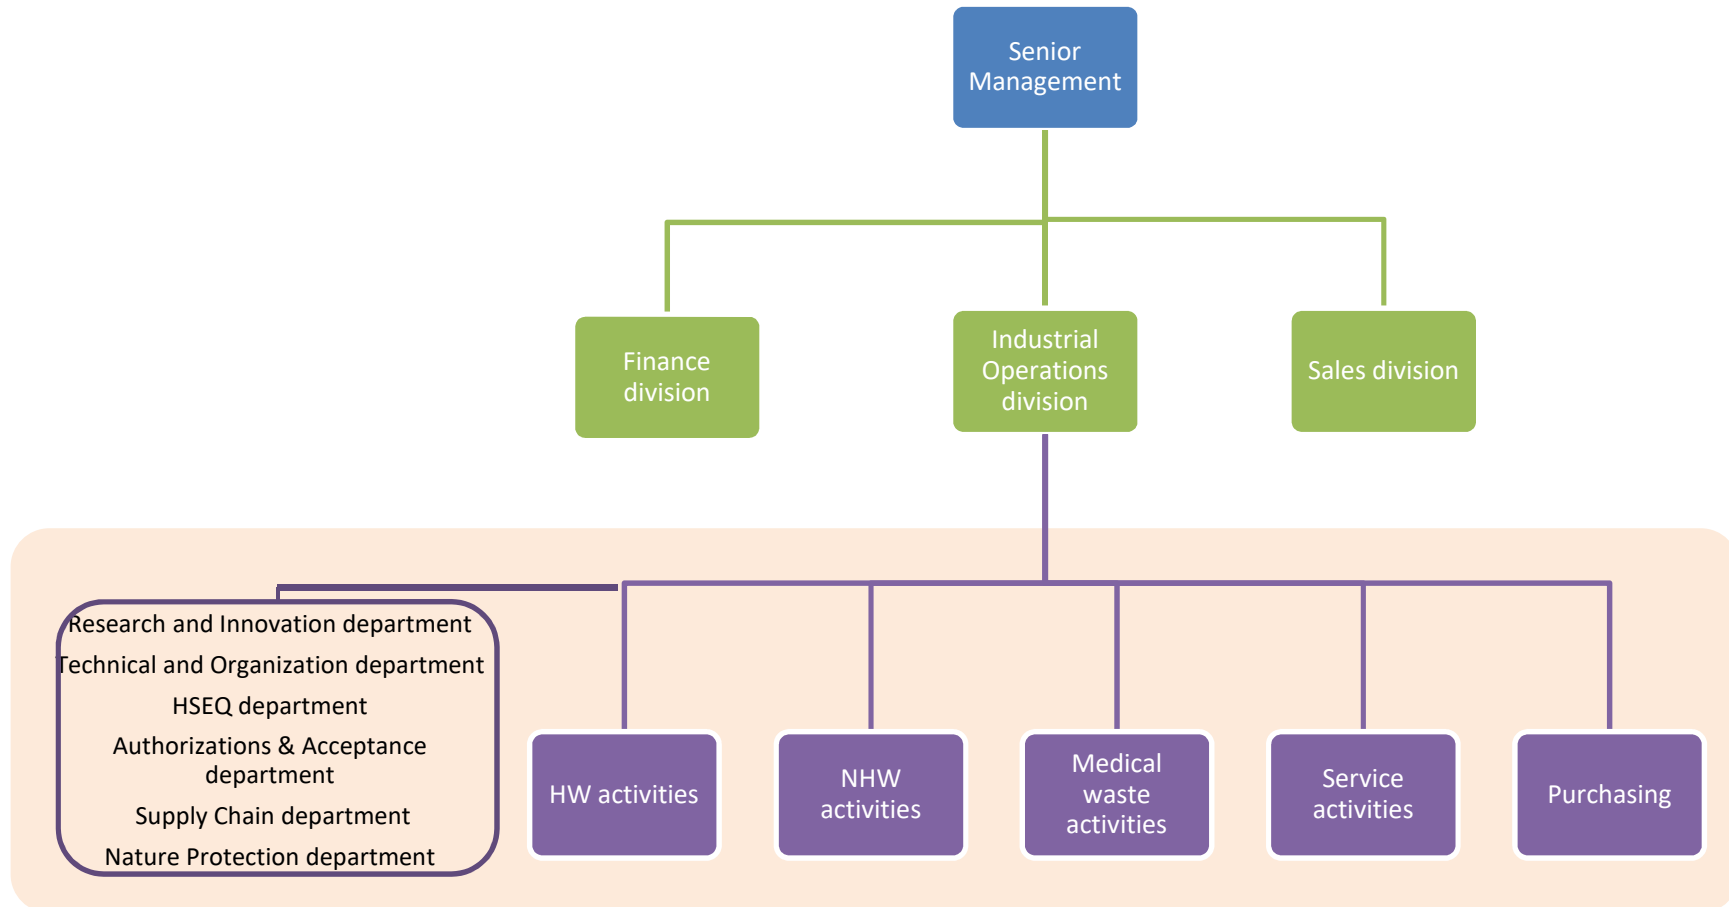 Senior
Management
Finance
division
Industrial
Operations
division
Sales division
Research and Innovation department
Technical and Organization department
HSEQ department
Authorizations & Acceptance
department
Supply Chain department
Nature Protection department
HW activities
NHW
activities
Medical
waste
activities
Service
activities
Purchasing